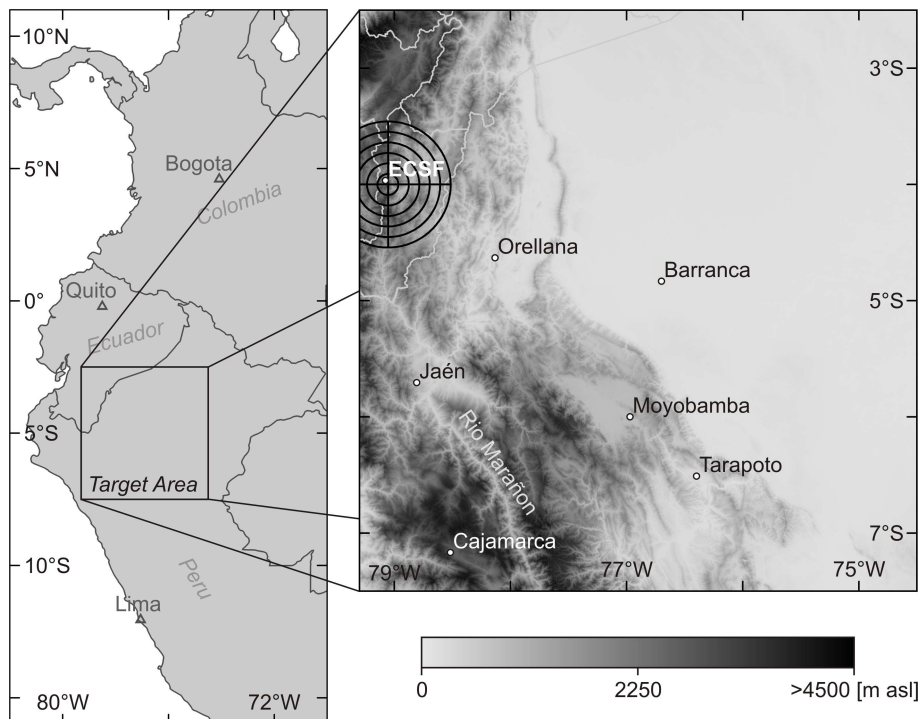 10°N
5°N
0°
5°S
10°S
80°W
72°W
Bogota
Colombia
Quito
Ecuador
Target Area
Peru
Lima
3°S
5°S
7°S
ECSF
Orellana
Barranca
Jaén
Moyobamba
Rio Marañon
Tarapoto
Cajamarca
79°W
77°W
75°W
0
2250
>4500 [m asl]